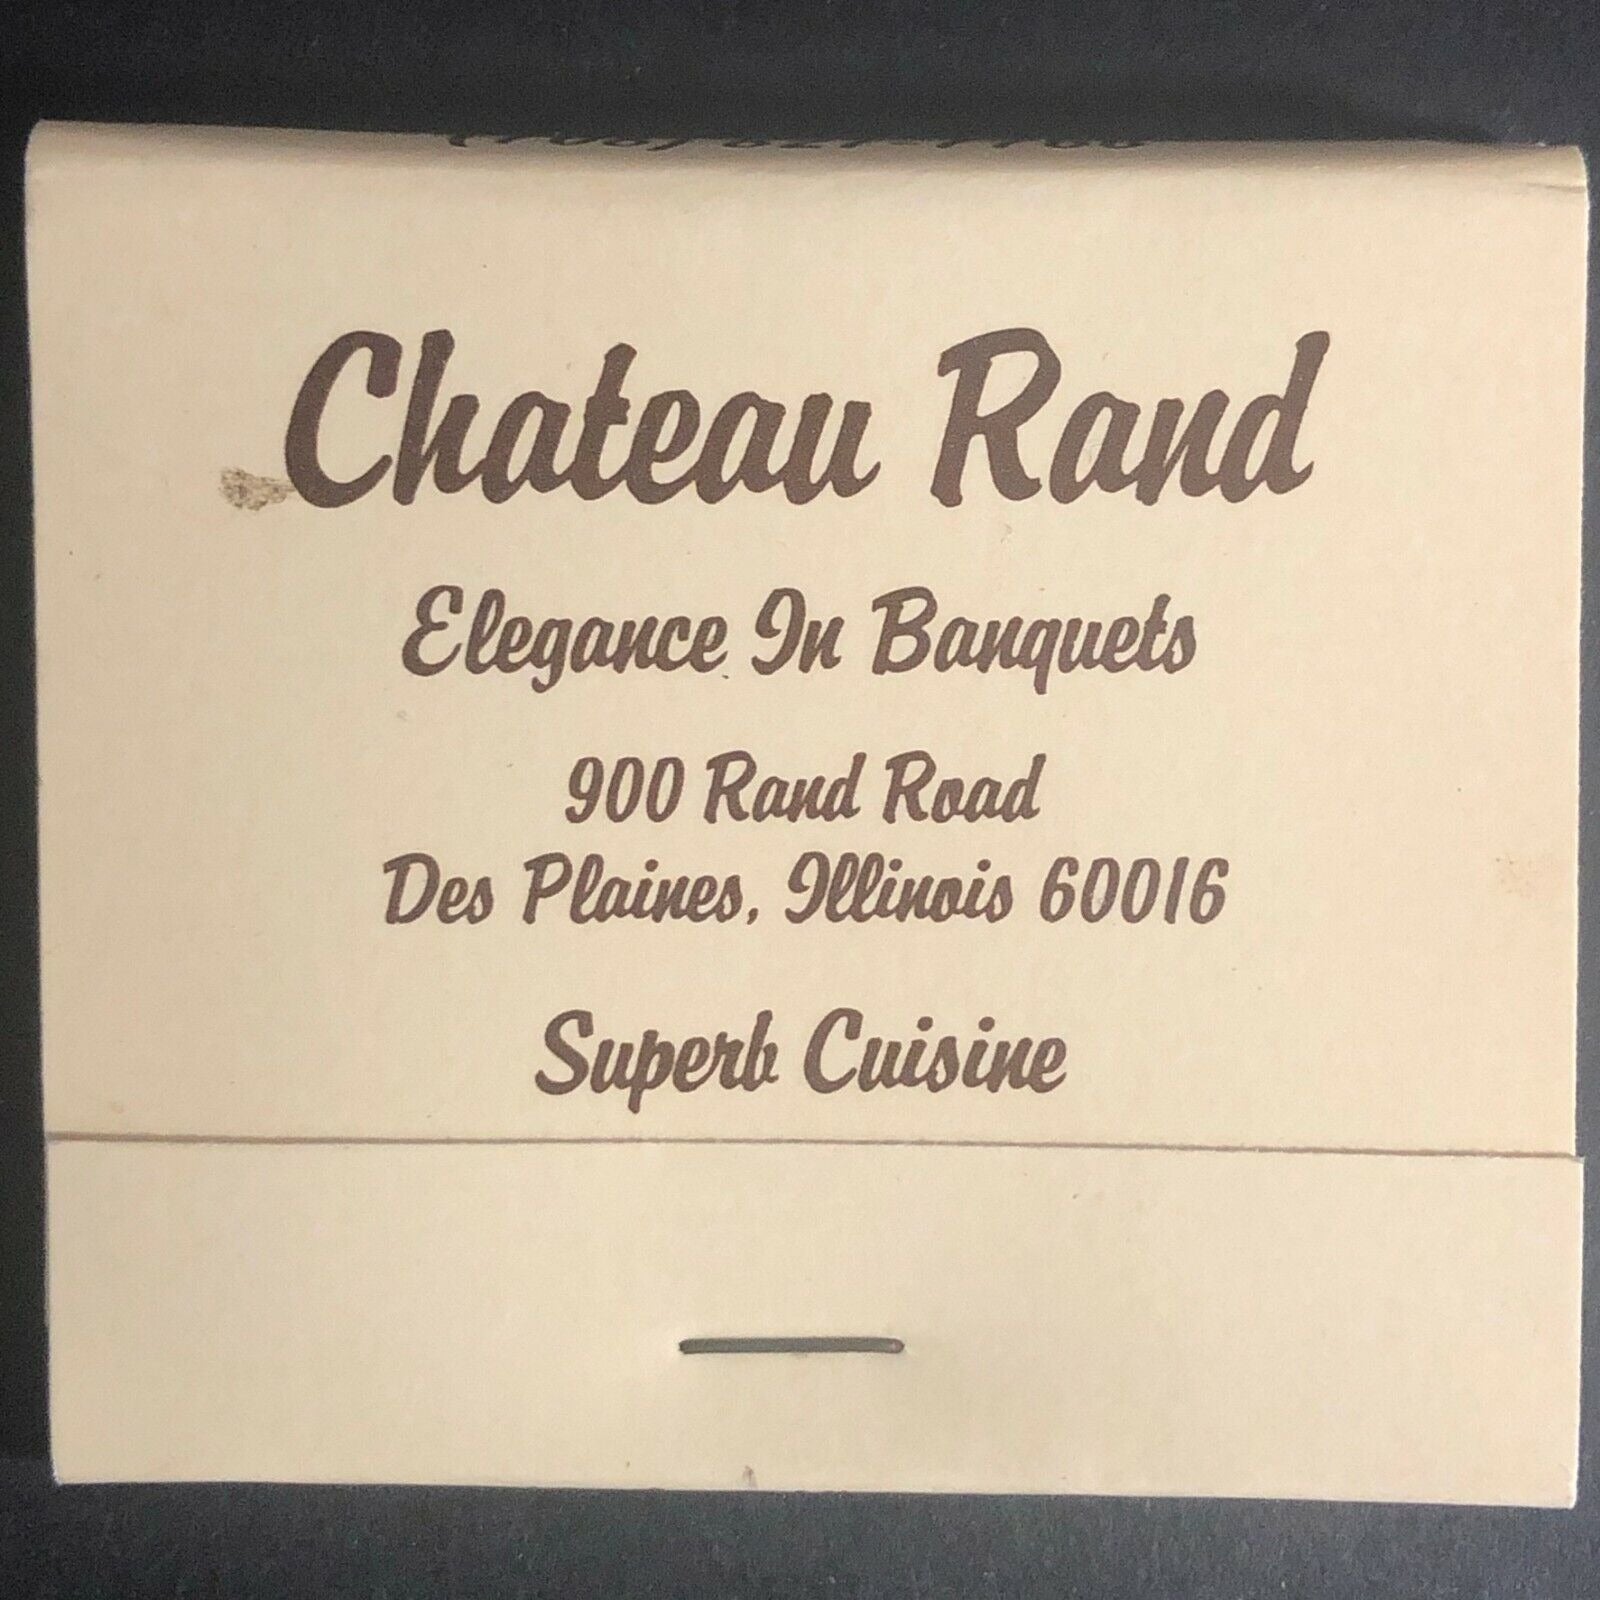 Chateau Rand
Elegance In Banquets
900 Rand Road
Des Plaines, Illinois 60016
Superb Cuisine